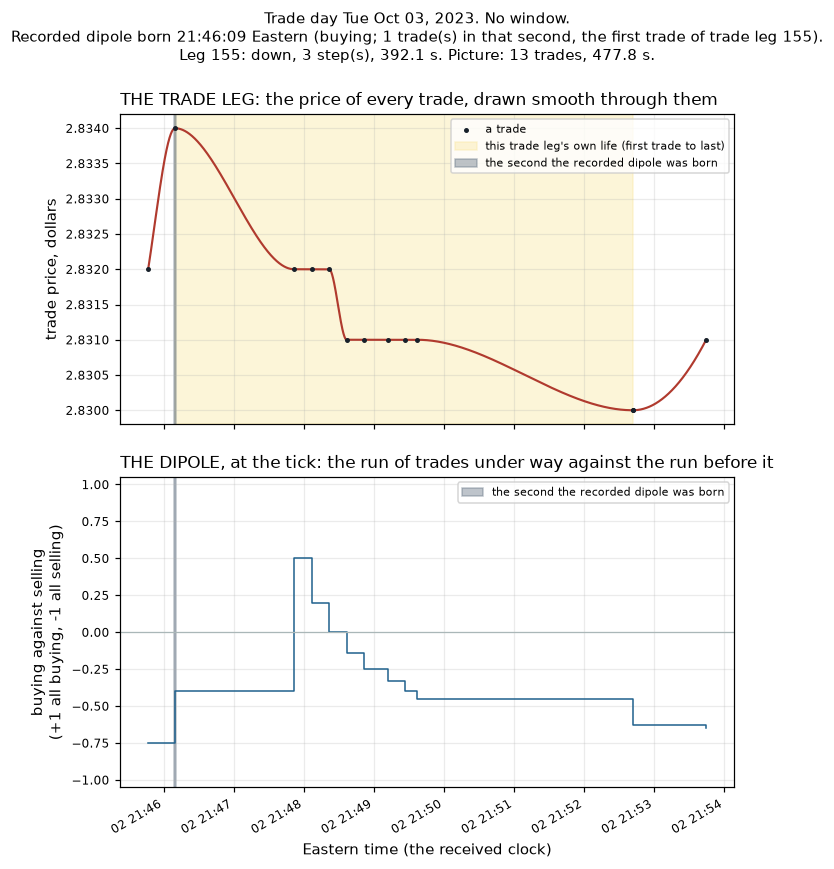 Trade day Tue Oct 03, 2023. No window.
Recorded dipole born 21:46:09 Eastern (buying; 1 trade(s) in that second, the first trade of trade leg 155).
Leg 155: down, 3 step(s), 392.1 s. Picture: 13 trades, 477.8 s.
THE TRADE LEG: the price of every trade, drawn smooth through them
a trade
this trade leg's own life (first trade to last)
the second the recorded dipole was born
2.8340
2.8335
2.8330
2.8325
2.8320
2.8315
2.8310
2.8305
2.8300
trade price, dollars
THE DIPOLE, at the tick: the run of trades under way against the run before it
the second the recorded dipole was born
1.00
0.75
0.50
0.25
0.00
−0.25
−0.50
−0.75
−1.00
buying against selling
(+1 all buying, -1 all selling)
02 21:46
02 21:47
02 21:48
02 21:49
02 21:50
02 21:51
02 21:52
02 21:53
02 21:54
Eastern time (the received clock)